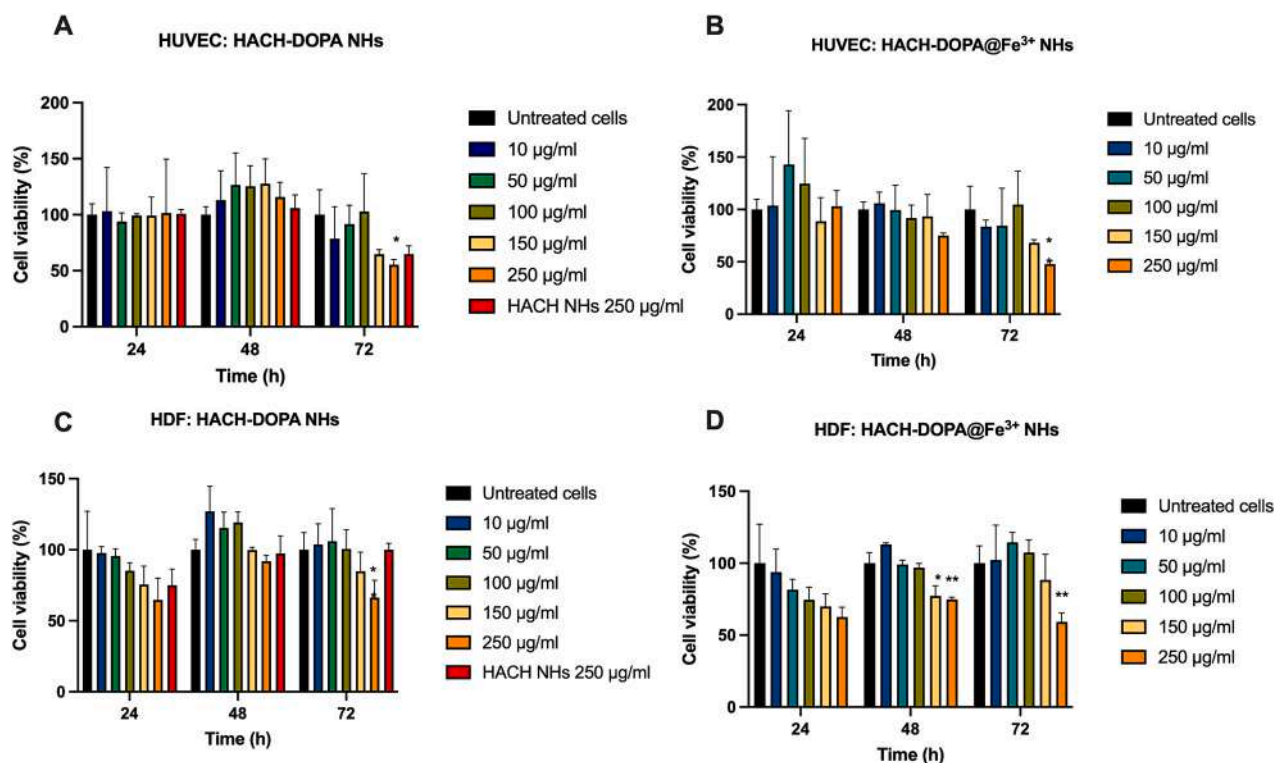 A
HUVEC: HACH-DOPA NHs
200
150
100
50
0
Cell viability (%)
*
24
48
72
Time (h)
Untreated cells
10 µg/ml
50 µg/ml
100 µg/ml
150 µg/ml
250 µg/ml
HACH NHs 250 µg/ml
B
HUVEC: HACH-DOPA@Fe³⁺ NHs
200
150
100
50
0
Cell viability (%)
*
*
24
48
72
Time (h)
Untreated cells
10 µg/ml
50 µg/ml
100 µg/ml
150 µg/ml
250 µg/ml
C
HDF: HACH-DOPA NHs
150
100
50
0
Cell viability (%)
*
24
48
72
Time (h)
Untreated cells
10 µg/ml
50 µg/ml
100 µg/ml
150 µg/ml
250 µg/ml
HACH NHs 250 µg/ml
D
HDF: HACH-DOPA@Fe³⁺ NHs
150
100
50
0
Cell viability (%)
* **
**
24
48
72
Time (h)
Untreated cells
10 µg/ml
50 µg/ml
100 µg/ml
150 µg/ml
250 µg/ml